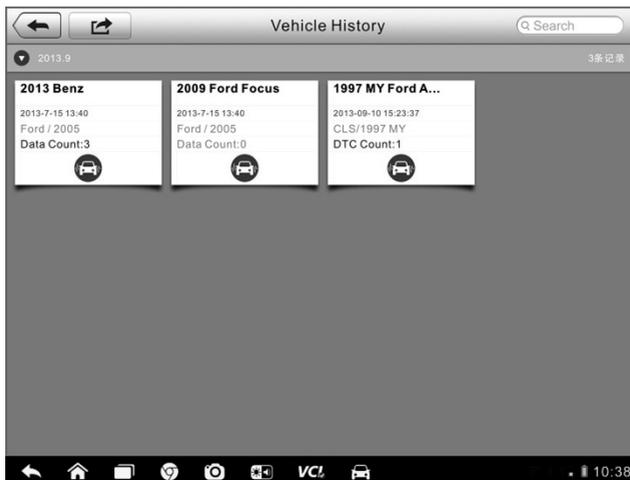 Vehicle History
Search
2013.9
3条记录
2013 Benz
2013-7-15 13:40
Ford / 2005
Data Count:3
2009 Ford Focus
2013-7-15 13:40
Ford / 2005
Data Count:0
1997 MY Ford A...
2013-09-10 15:23:37
CLS/1997 MY
DTC Count:1
VCI
10:38